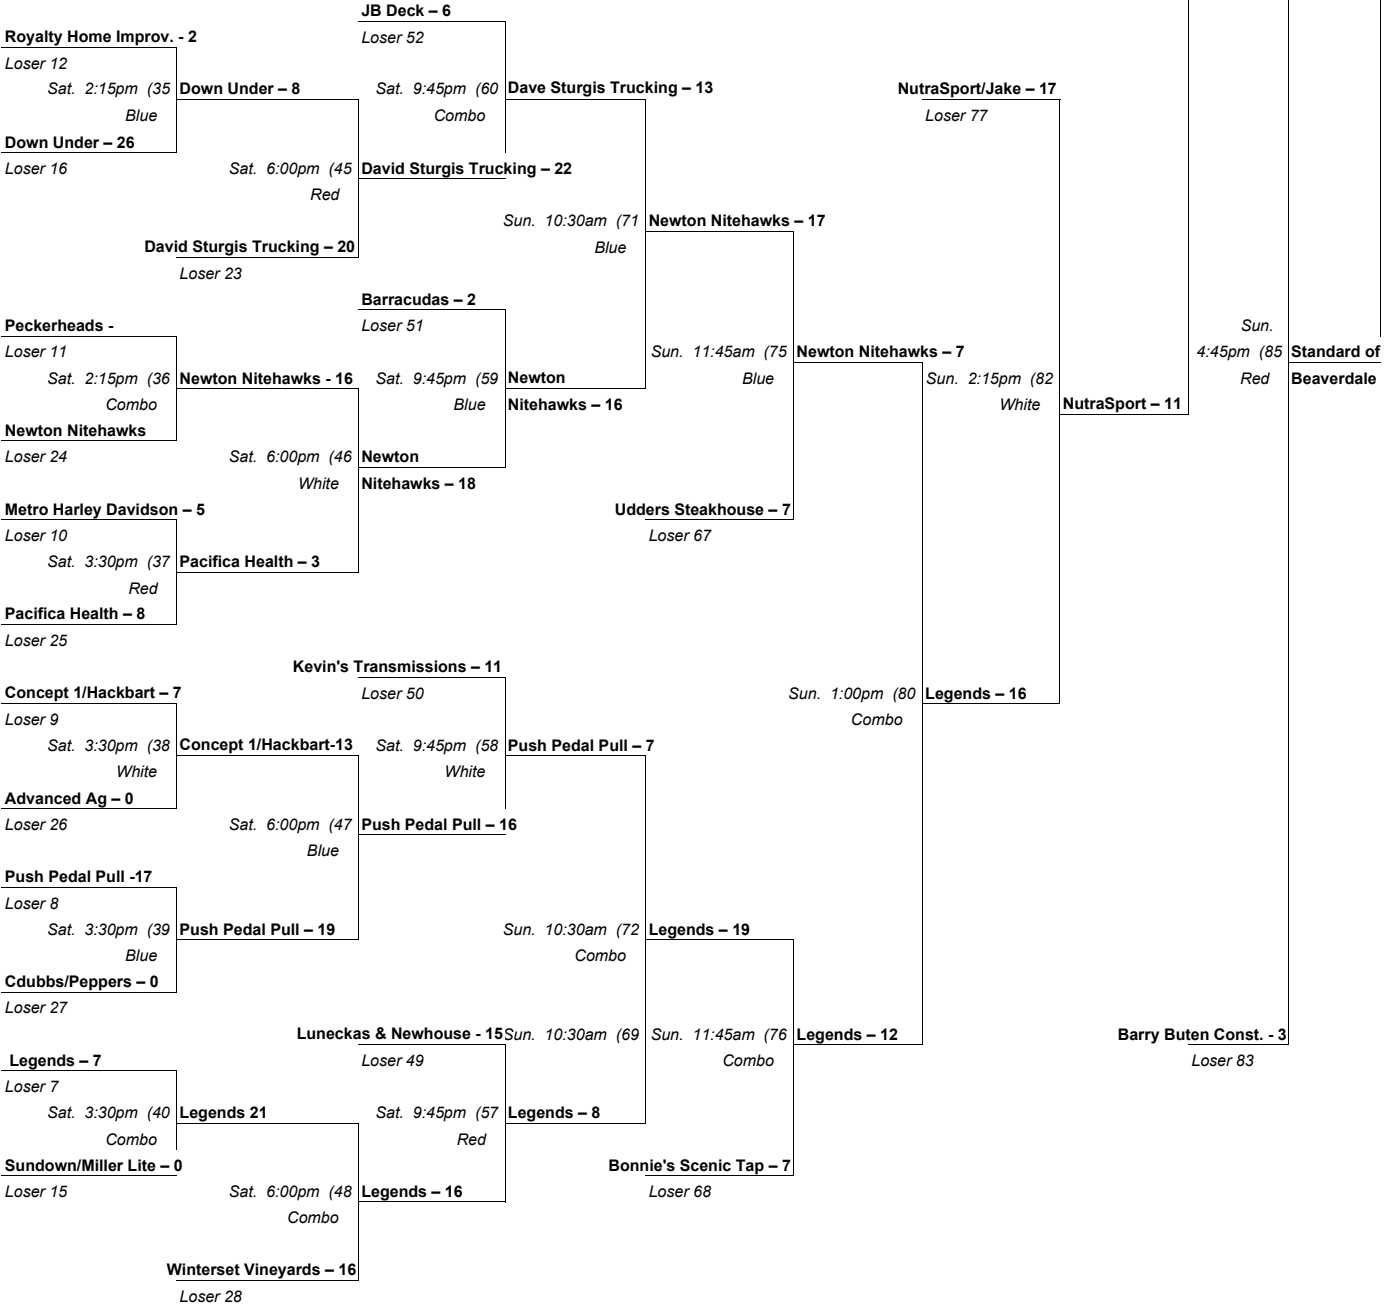 JB Deck – 6
Royalty Home Improv. - 2
Loser 52
Loser 12
Sat. 2:15pm (35
Down Under – 8
Sat. 9:45pm (60
Dave Sturgis Trucking – 13
NutraSport/Jake – 17
Blue
Combo
Loser 77
Down Under – 26
Loser 16
Sat. 6:00pm (45
David Sturgis Trucking – 22
Red
Sun. 10:30am (71
Newton Nitehawks – 17
David Sturgis Trucking – 20
Blue
Loser 23
Barracudas – 2
Peckerheads -
Loser 51
Sun.
Loser 11
Sun. 11:45am (75
Newton Nitehawks – 7
4:45pm (85
Standard of
Sat. 2:15pm (36
Newton Nitehawks - 16
Sat. 9:45pm (59
Newton
Blue
Sun. 2:15pm (82
Red
Beaverdale
Combo
Blue
Nitehawks – 16
White
NutraSport – 11
Newton Nitehawks
Loser 24
Sat. 6:00pm (46
Newton
White
Nitehawks – 18
Metro Harley Davidson – 5
Udders Steakhouse – 7
Loser 10
Loser 67
Sat. 3:30pm (37
Pacifica Health – 3
Red
Pacifica Health – 8
Loser 25
Kevin's Transmissions – 11
Concept 1/Hackbart – 7
Loser 50
Sun. 1:00pm (80
Legends – 16
Loser 9
Combo
Sat. 3:30pm (38
Concept 1/Hackbart-13
Sat. 9:45pm (58
Push Pedal Pull – 7
White
White
Advanced Ag – 0
Loser 26
Sat. 6:00pm (47
Push Pedal Pull – 16
Blue
Push Pedal Pull -17
Loser 8
Sat. 3:30pm (39
Push Pedal Pull – 19
Sun. 10:30am (72
Legends – 19
Blue
Combo
Cdubbs/Peppers – 0
Loser 27
Luneckas & Newhouse - 15
Sun. 10:30am (69
Sun. 11:45am (76
Legends – 12
Barry Buten Const. - 3
Legends – 7
Loser 49
Combo
Loser 83
Loser 7
Sat. 3:30pm (40
Legends 21
Sat. 9:45pm (57
Legends – 8
Combo
Red
Sundown/Miller Lite – 0
Bonnie's Scenic Tap – 7
Loser 15
Sat. 6:00pm (48
Legends – 16
Loser 68
Combo
Winterset Vineyards – 16
Loser 28